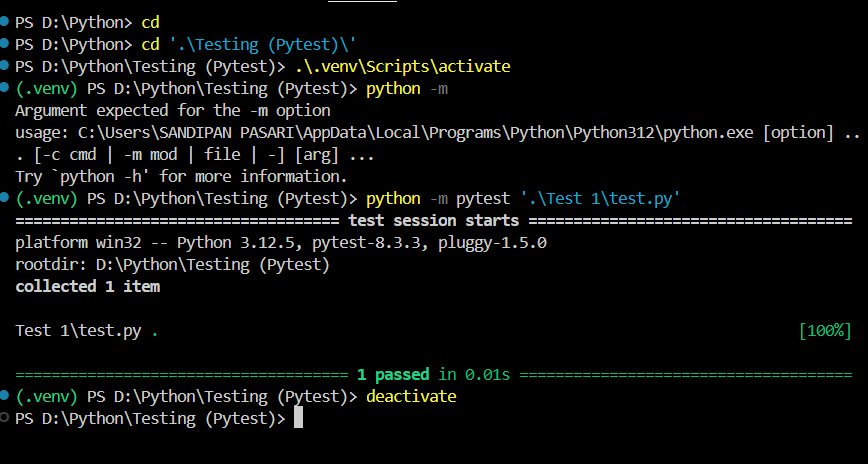 PS D:\Python> cd
PS D:\Python> cd '.\Testing (Pytest)\'
PS D:\Python\Testing (Pytest)> .\.venv\Scripts\activate
(.venv) PS D:\Python\Testing (Pytest)> python -m
Argument expected for the -m option
usage: C:\Users\SANDIPAN PASARI\AppData\Local\Programs\Python\Python312\python.exe [option] ..
. [-c cmd | -m mod | file | -] [arg] ...
Try `python -h' for more information.
(.venv) PS D:\Python\Testing (Pytest)> python -m pytest '.\Test 1\test.py'
==================================== test session starts ====================================
platform win32 -- Python 3.12.5, pytest-8.3.3, pluggy-1.5.0
rootdir: D:\Python\Testing (Pytest)
collected 1 item
Test 1\test.py . [100%]
===================================== 1 passed in 0.01s =====================================
(.venv) PS D:\Python\Testing (Pytest)> deactivate
PS D:\Python\Testing (Pytest)>